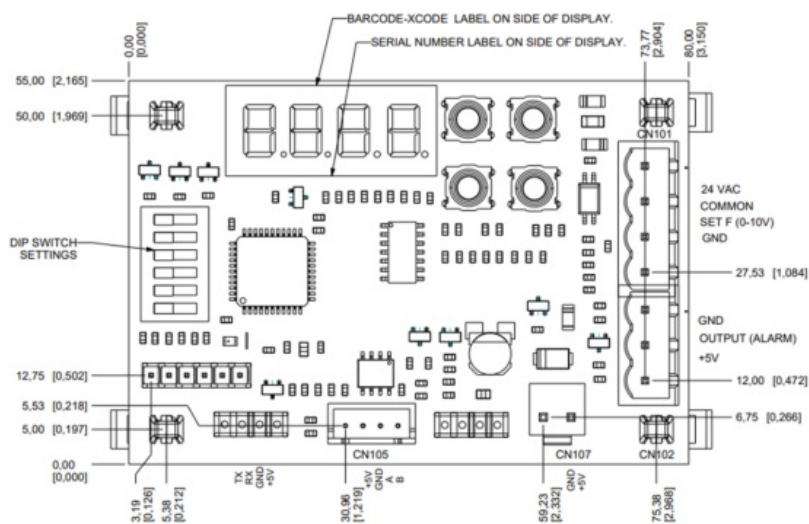 BARCODE-XCODE LABEL ON SIDE OF DISPLAY.
SERIAL NUMBER LABEL ON SIDE OF DISPLAY.
0,00
[0,000]
73,77
[2,904]
80,00
[3,150]
55,00 [2,165]
50,00 [1,969]
CN101
24 VAC
COMMON
SET F (0-10V)
GND
DIP SWITCH
SETTINGS
27,53 [1,084]
GND
OUTPUT (ALARM)
+5V
12,75 [0,502]
12,00 [0,472]
5,53 [0,218]
6,75 [0,266]
5,00 [0,197]
CN105
CN107
CN102
0,00
[0,000]
3,19
[0,126]
5,38
[0,212]
TX
RX
GND
+5V
30,96
[1,219]
+5V
GND
A
B
59,23
[2,332]
GND
+5V
75,38
[2,968]